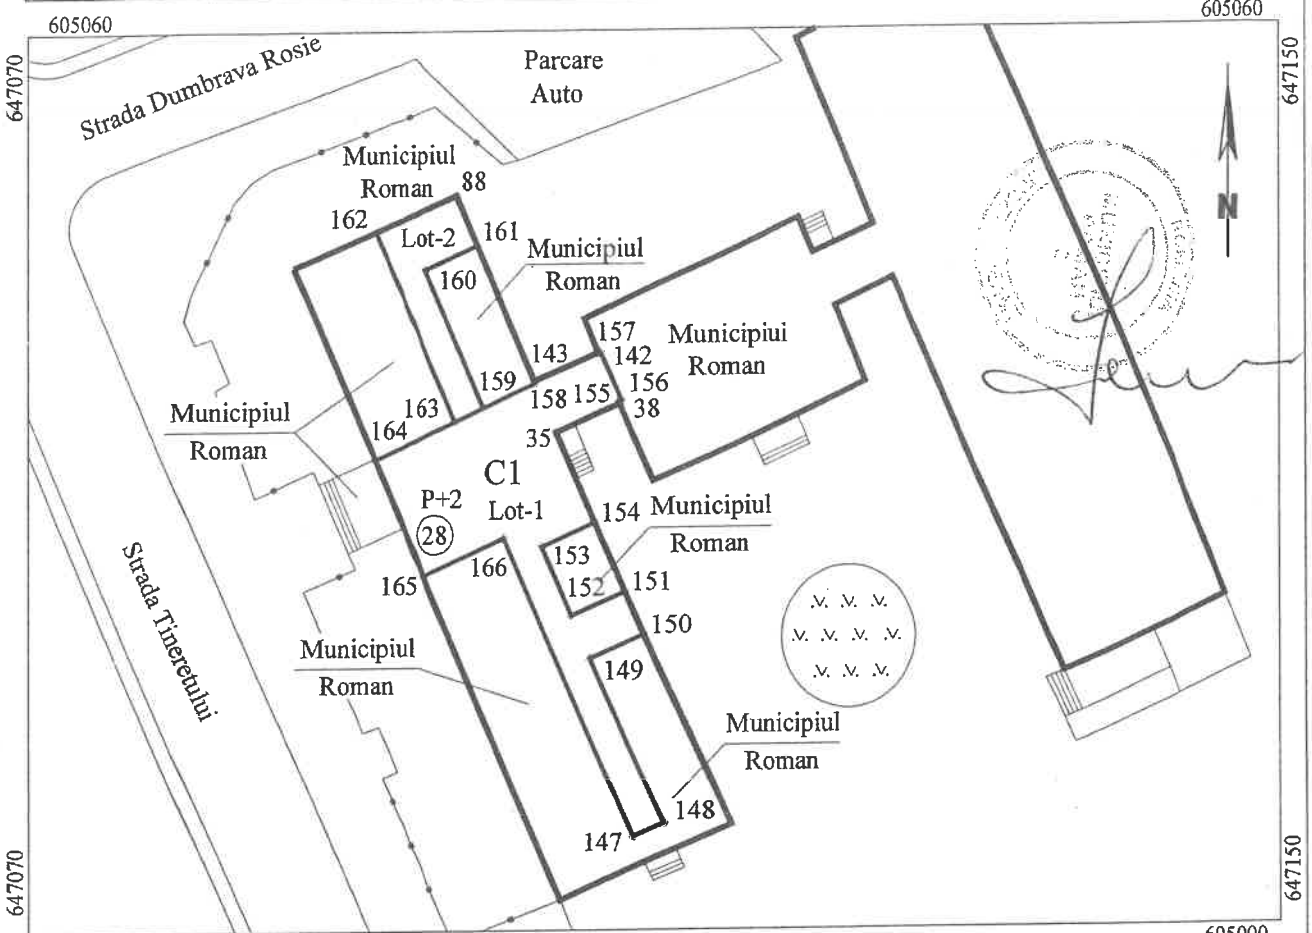 605060
605060
647070
647150
Strada Dumbrava Rosie
Parcare
Auto
Municipiul
Roman
88
162
Lot-2
161
160
Municipiul
Roman
N
157
143
142
Municipiul
Roman
159
158
155
156
38
163
164
35
Municipiul
Roman
C1
P+2
Lot-1
28
154
Municipiul
Roman
153
152
151
166
165
150
149
Strada Tineretului
Municipiul
Roman
Municipiul
Roman
148
147
647070
647150